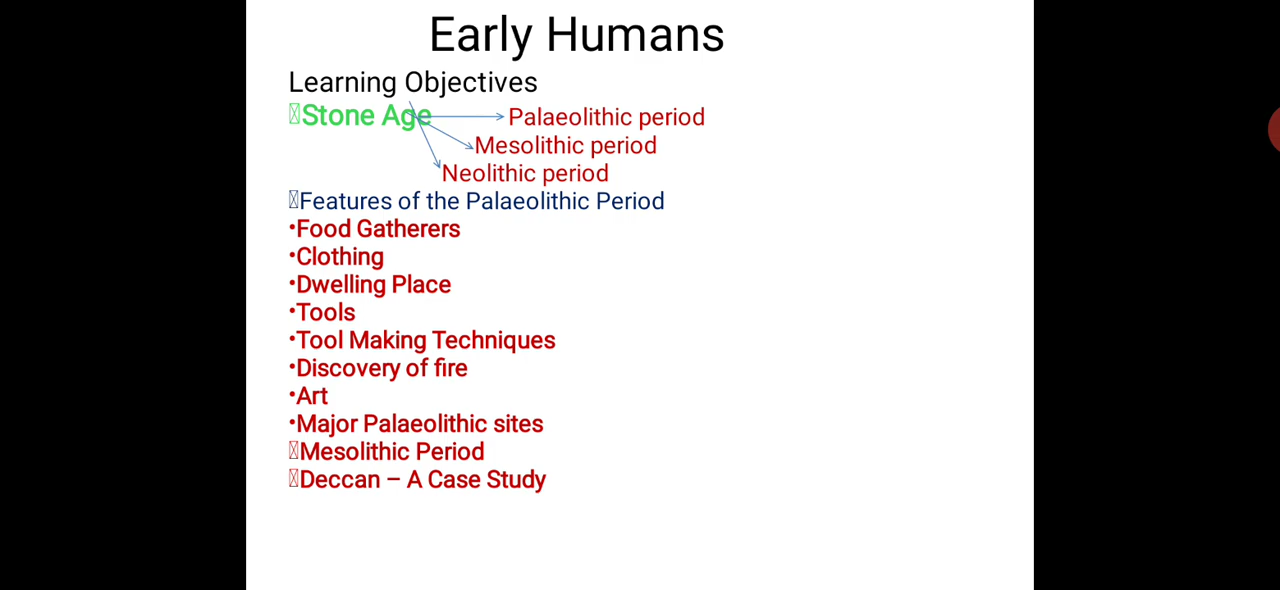 Early Humans
Learning Objectives
Stone Age Palaeolithic period
Mesolithic period
Neolithic period
Features of the Palaeolithic Period
•Food Gatherers
•Clothing
•Dwelling Place
•Tools
•Tool Making Techniques
•Discovery of fire
•Art
•Major Palaeolithic sites
Mesolithic Period
Deccan – A Case Study